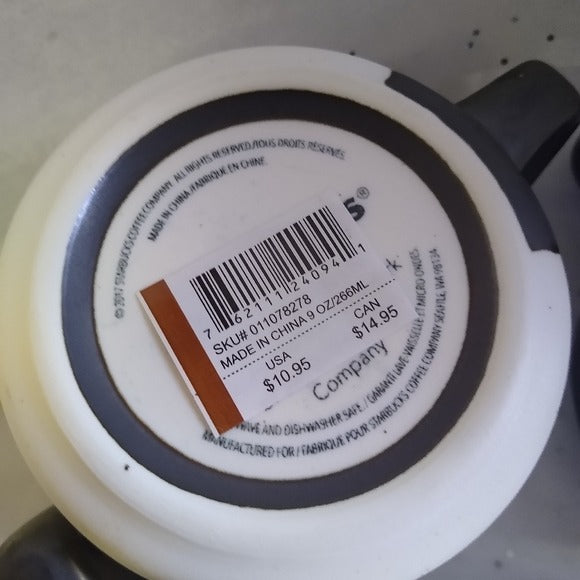 © 2017 STARBUCKS COFFEE COMPANY. ALL RIGHTS RESERVED./TOUS DROITS RÉSERVÉS.
MADE IN CHINA./FABRIQUÉ EN CHINE.
s®
7 62111 24094 1
SKU# 011078278
MADE IN CHINA 9 OZ/266ML
USA CAN
$10.95 $14.95
k
Company
AND DISHWASHER SAFE / GARANTI LAVE VAISSELLE ET MICRO ONDES.
MANUFACTURED FOR / FABRIQUÉ POUR STARBUCKS COFFEE COMPANY SEATTLE, WA 98134